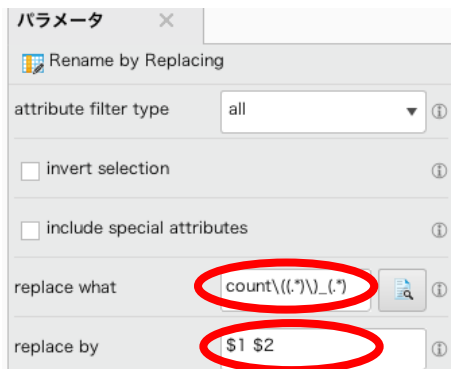 パラメータ ×
Rename by Replacing
attribute filter type all
invert selection
include special attributes
replace what count\((.*)\)_(.*)
replace by $1 $2